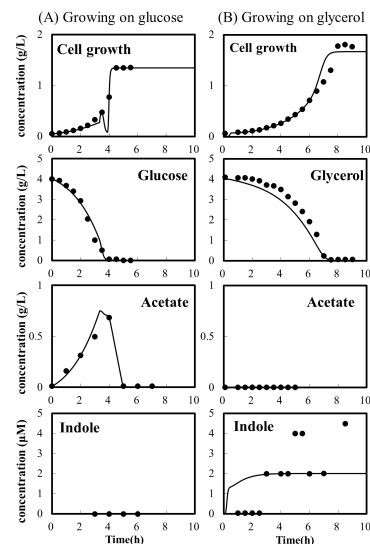 (A) Growing on glucose (B) Growing on glycerol
concentration (g/L)
2
1
0
Cell growth
0 2 4 6 8 10
concentration (g/L)
2
1
0
Cell growth
0 2 4 6 8 10
concentration (g/L)
5
4
3
2
1
0
Glucose
0 2 4 6 8 10
concentration (g/L)
5
4
3
2
1
0
Glycerol
0 2 4 6 8 10
concentration (g/L)
1
0.5
0
Acetate
0 2 4 6 8 10
concentration (g/L)
1
0.5
0
Acetate
0 2 4 6 8 10
concentration (μM)
5
4
3
2
1
0
Indole
0 2 4 6 8 10
Time(h)
concentration (μM)
5
4
3
2
1
0
Indole
0 2 4 6 8 10
Time(h)